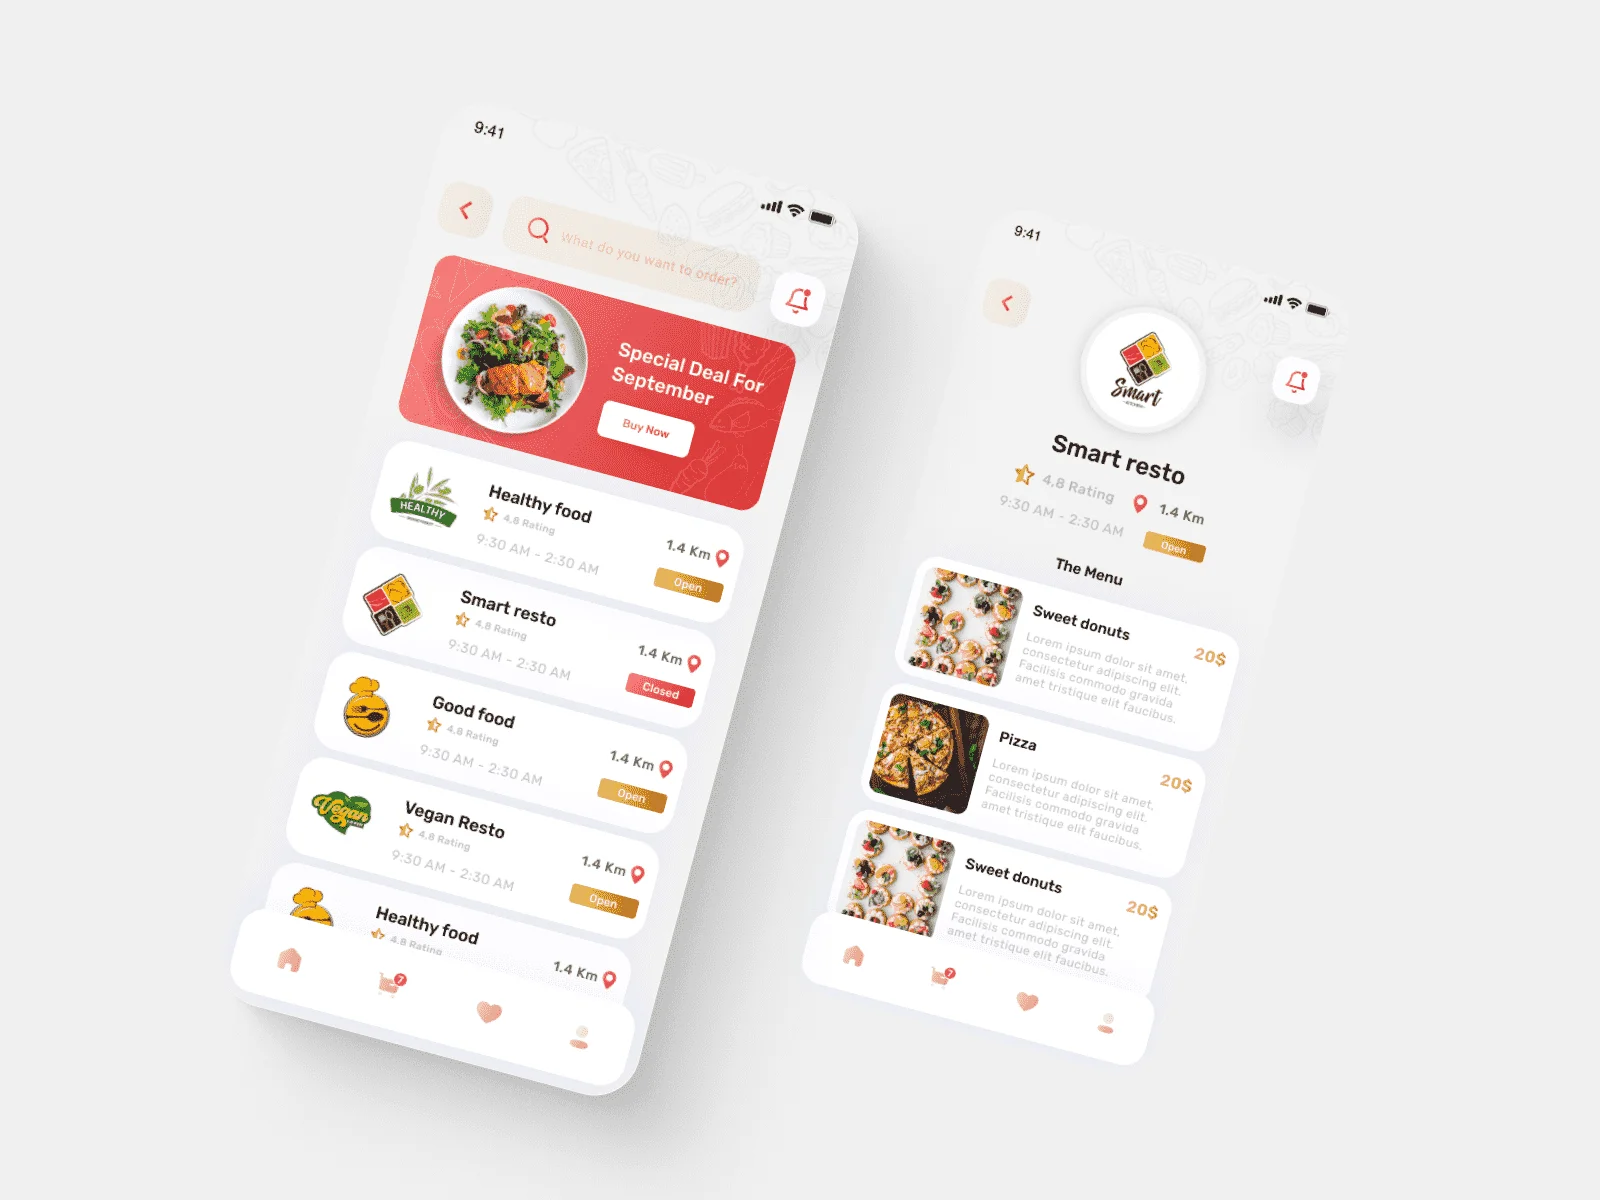 9:41
What do you want to order?
Special Deal For
September
Buy Now
HEALTHY
Healthy food
4,8 Rating
9:30 AM - 2:30 AM
1.4 Km
Open
Smart resto
4,8 Rating
9:30 AM - 2:30 AM
1.4 Km
Closed
Good food
4,8 Rating
9:30 AM - 2:30 AM
1.4 Km
Open
Vegan
Vegan Resto
4,8 Rating
9:30 AM - 2:30 AM
1.4 Km
Open
Healthy food
4,8 Rating
1.4 Km
7
9:41
Smart
Smart resto
4,8 Rating
1.4 Km
9:30 AM - 2:30 AM
Open
The Menu
Sweet donuts
Lorem ipsum dolor sit amet,
consectetur adipiscing elit.
Facilisis commodo gravida
amet tristique elit faucibus.
20$
Pizza
Lorem ipsum dolor sit amet,
consectetur adipiscing elit.
Facilisis commodo gravida
amet tristique elit faucibus.
20$
Sweet donuts
Lorem ipsum dolor sit amet,
consectetur adipiscing elit.
Facilisis commodo gravida
amet tristique elit faucibus.
20$
7